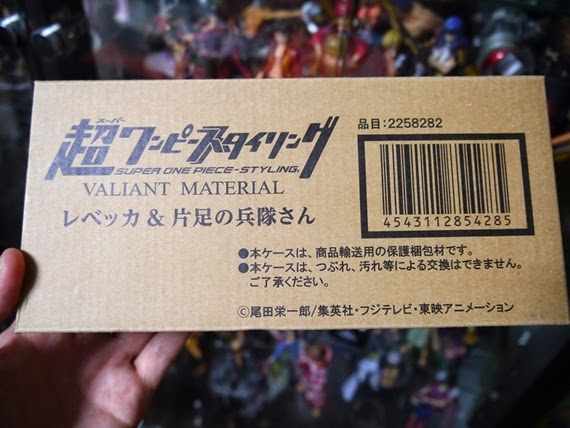 スーパー
超ワンピーススタイリング
SUPER ONE PIECE-STYLING.
VALIANT MATERIAL
レベッカ & 片足の兵隊さん
品目:2258282
4543112854285
●本ケースは、商品輸送用の保護梱包材です。
●本ケースは、つぶれ、汚れ等による交換はできません。
ご了承ください。
©尾田栄一郎/集英社・フジテレビ・東映アニメーション